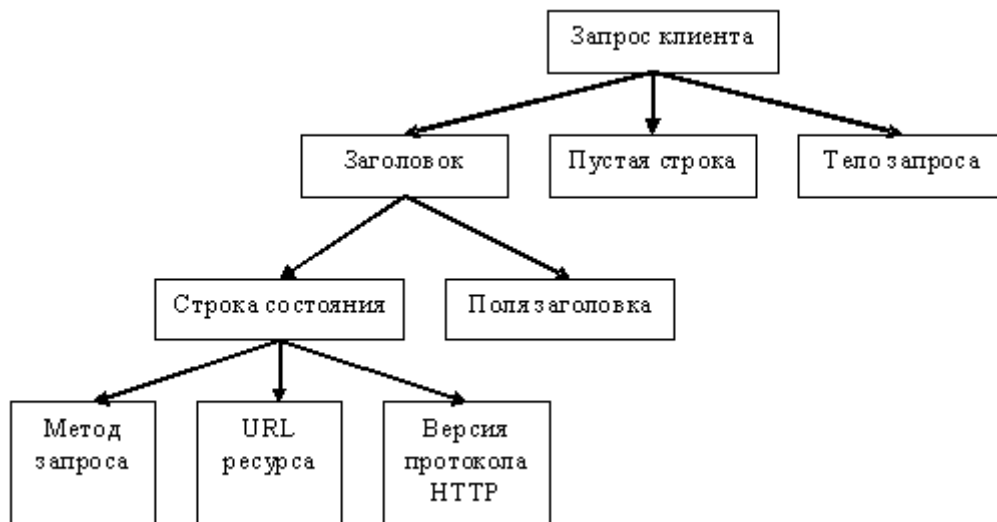 Запрос клиента
Заголовок
Пустая строка
Тело запроса
Строка состояния
Поля заголовка
Метод
запроса
URL
ресурса
Версия
протокола
HTTP